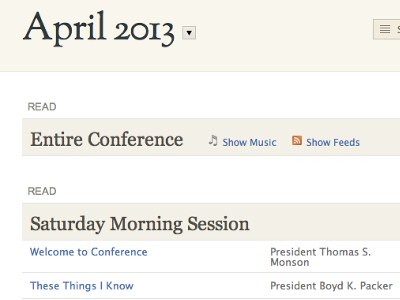 April 2013
READ
Entire Conference Show Music Show Feeds
READ
Saturday Morning Session
Welcome to Conference President Thomas S. Monson
These Things I Know President Boyd K. Packer